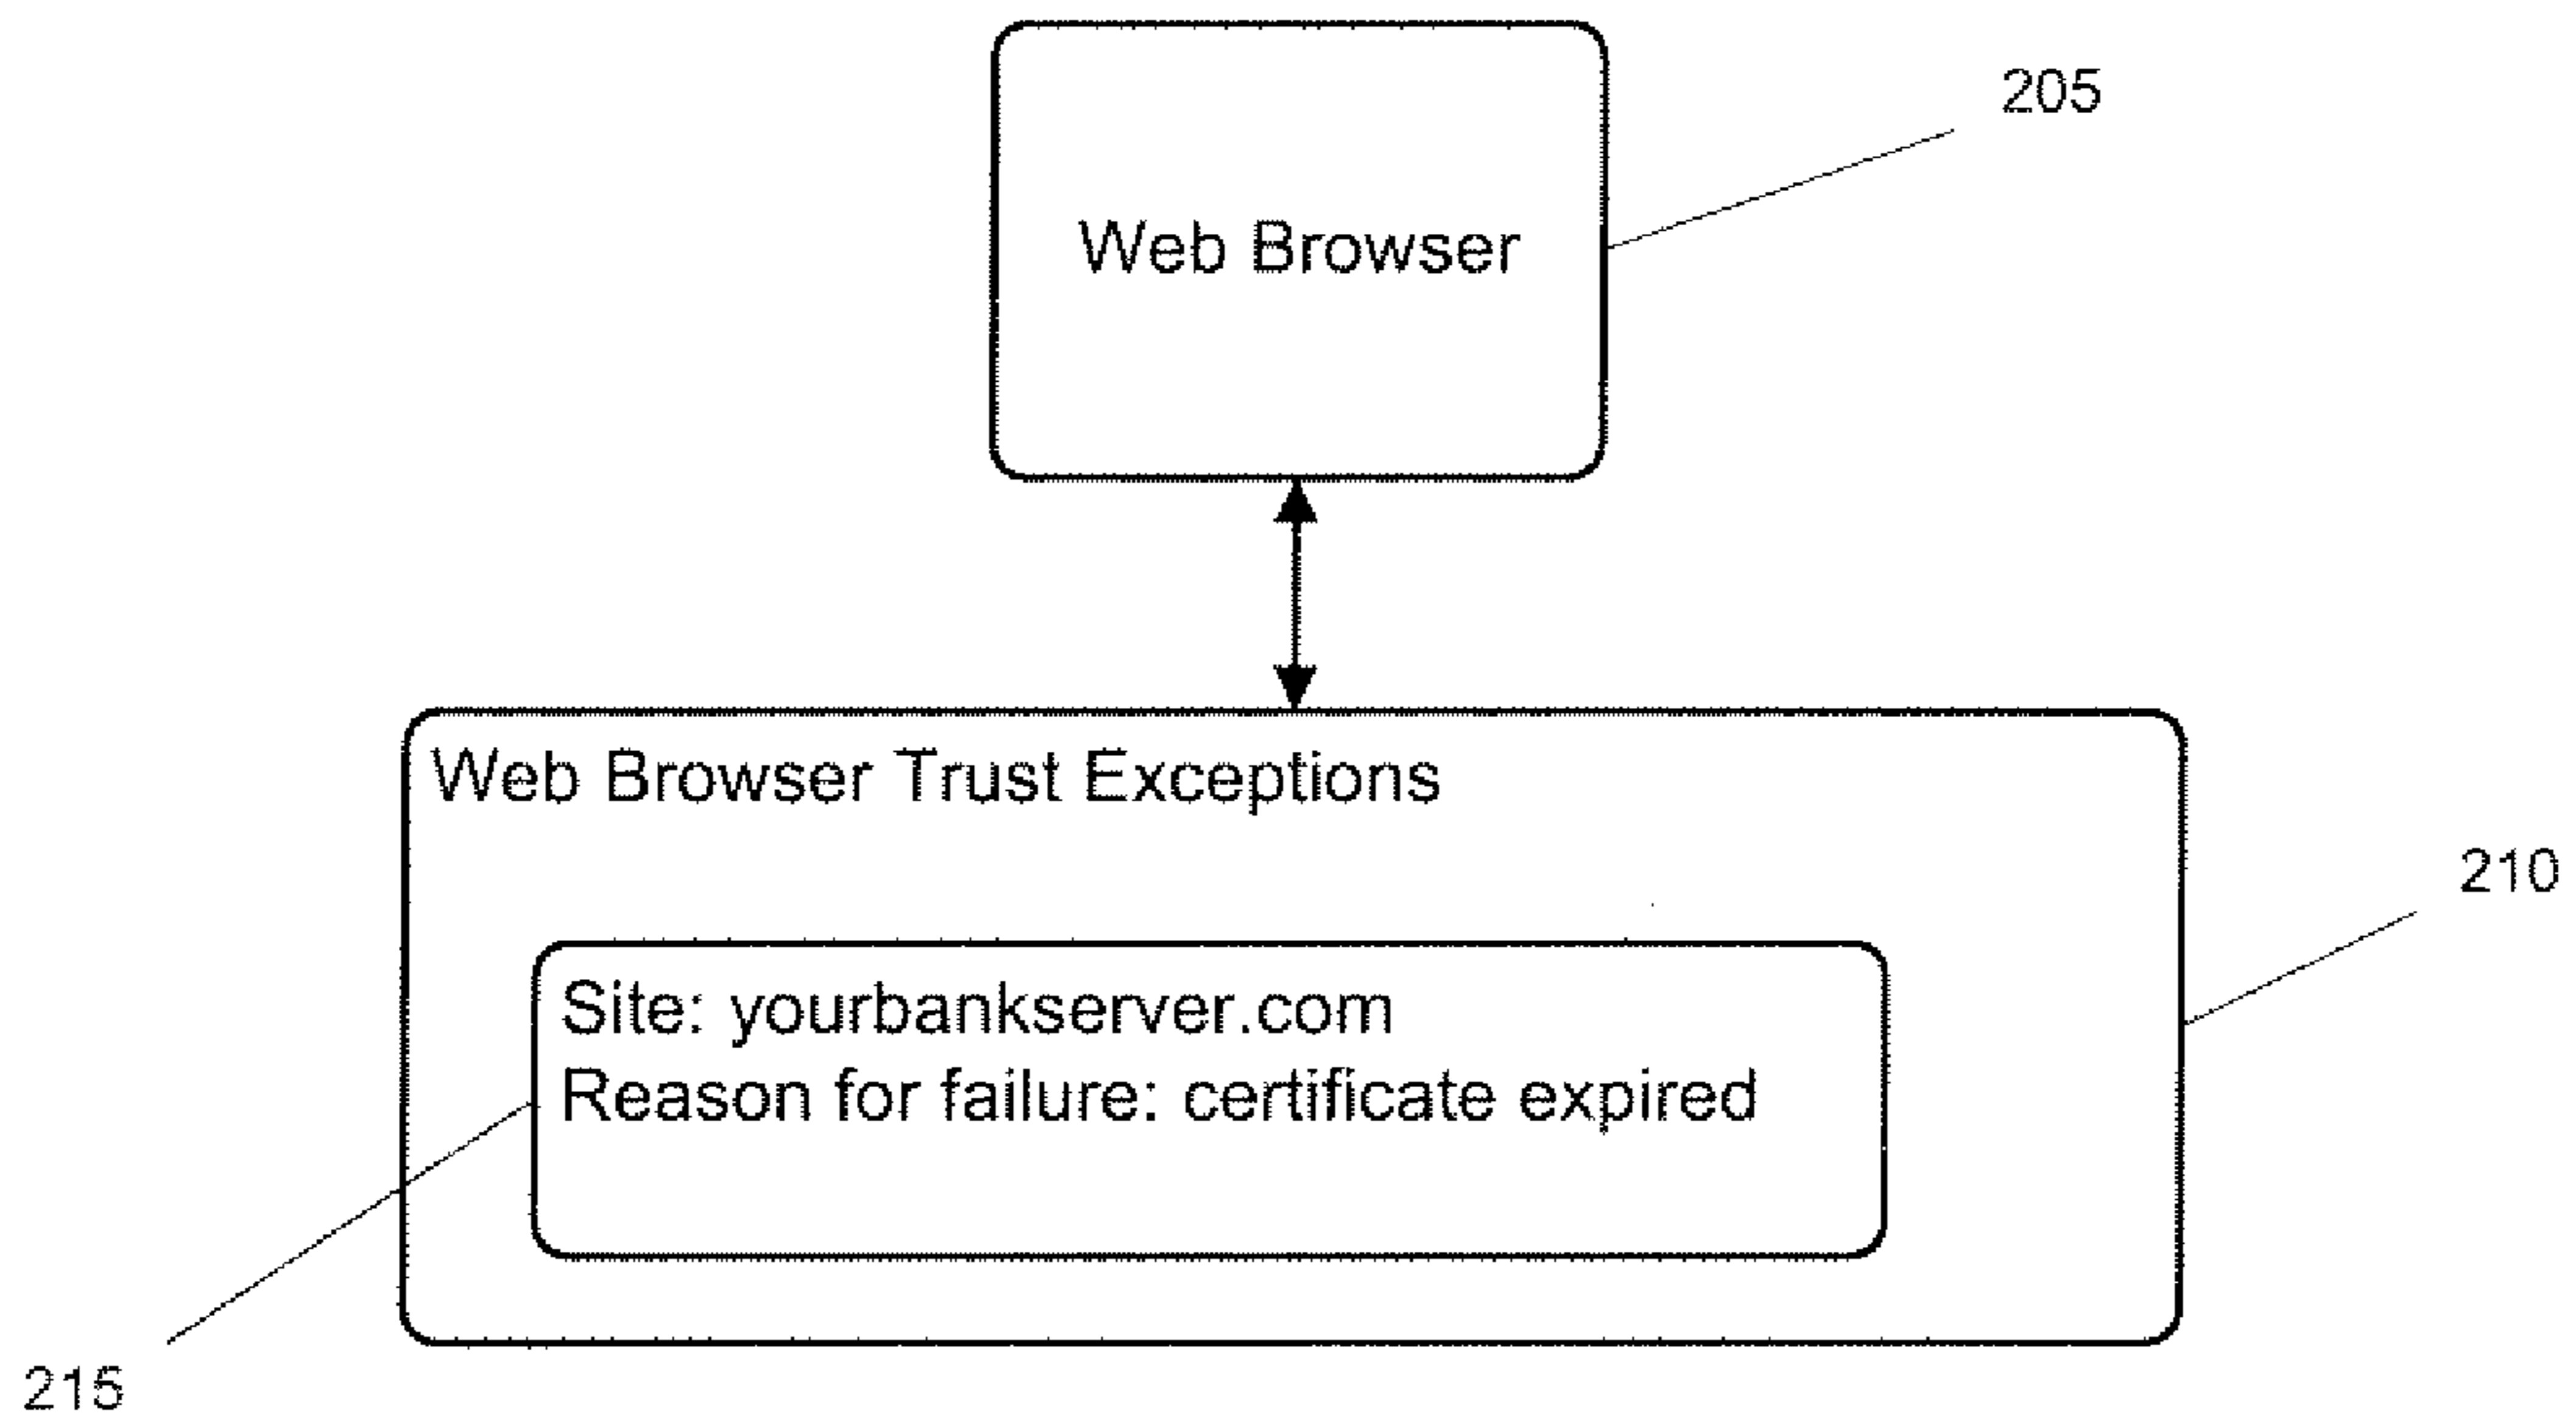 205
Web Browser
Web Browser Trust Exceptions
210
Site: yourbankserver.com
Reason for failure: certificate expired
215